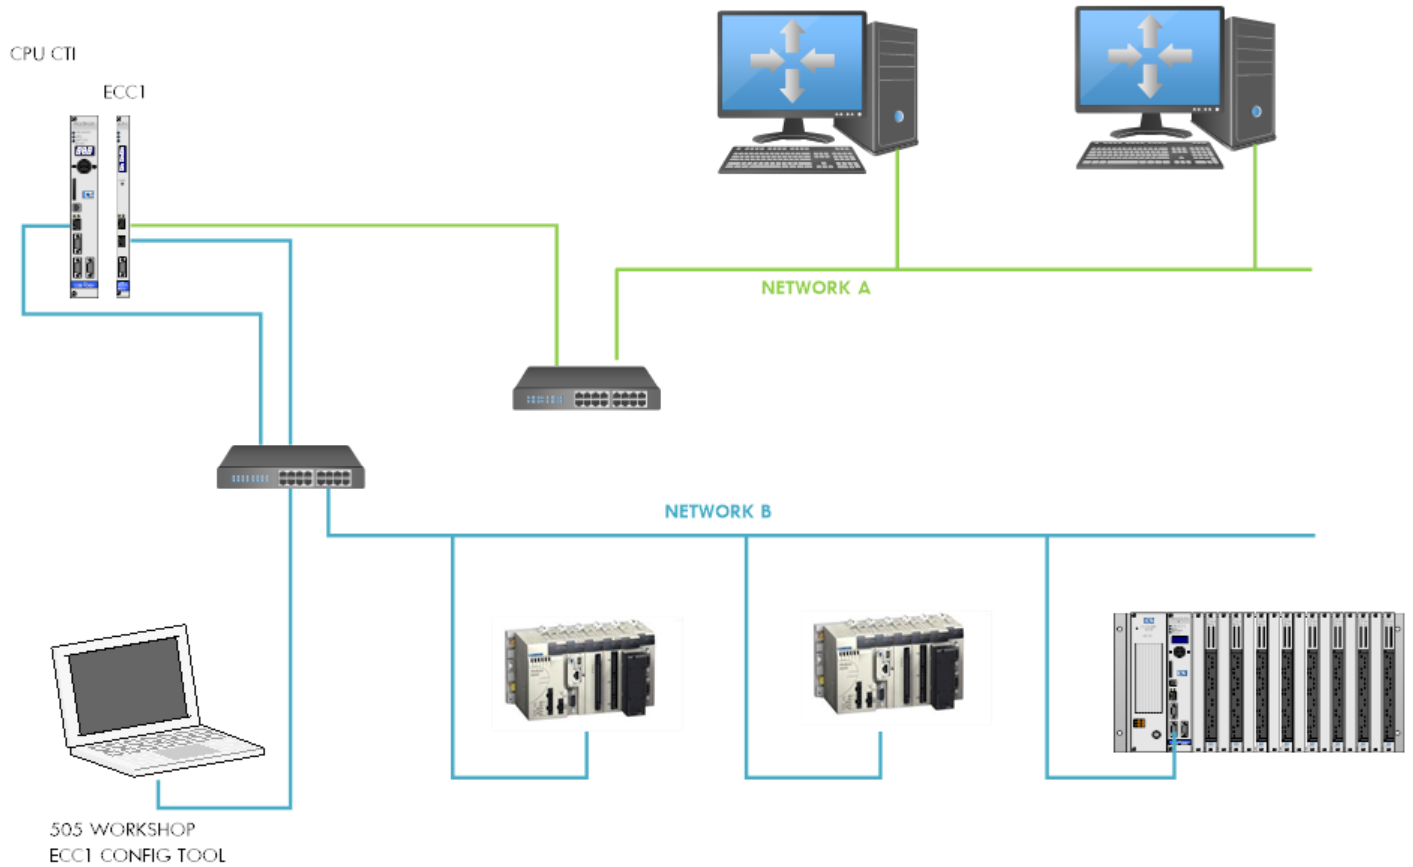 CPU CTI
ECC1
NETWORK A
NETWORK B
505 WORKSHOP
ECC1 CONFIG TOOL